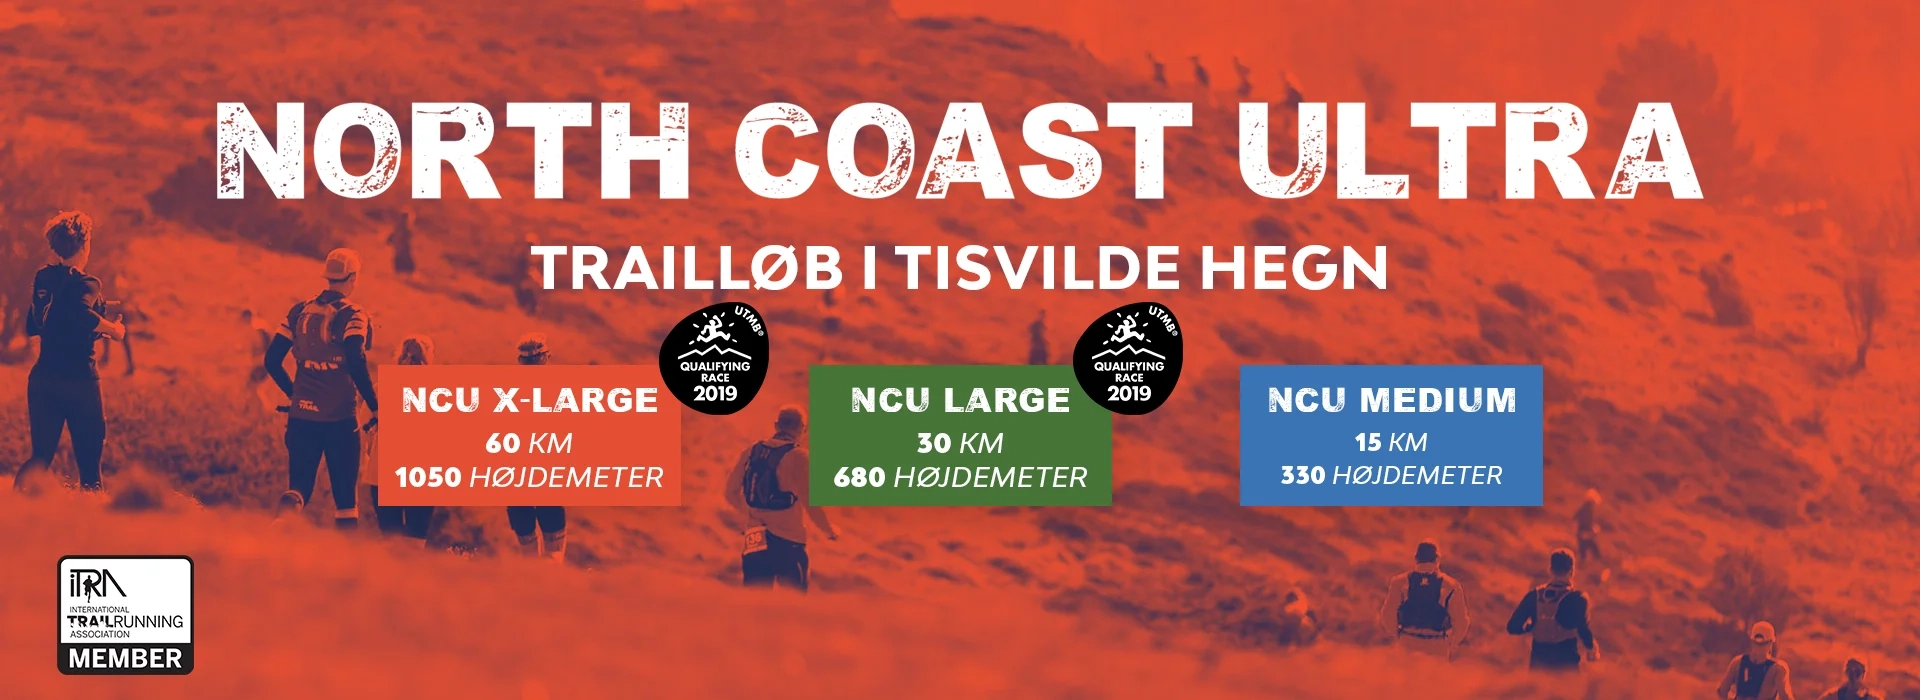 NORTH COAST ULTRA
TRAILLØB I TISVILDE HEGN
UTMB®
QUALIFYING
RACE
2019
NCU X-LARGE
60 KM
1050 HØJDEMETER
UTMB®
QUALIFYING
RACE
2019
NCU LARGE
30 KM
680 HØJDEMETER
NCU MEDIUM
15 KM
330 HØJDEMETER
iTRA
INTERNATIONAL
TRAILRUNNING
ASSOCIATION
MEMBER